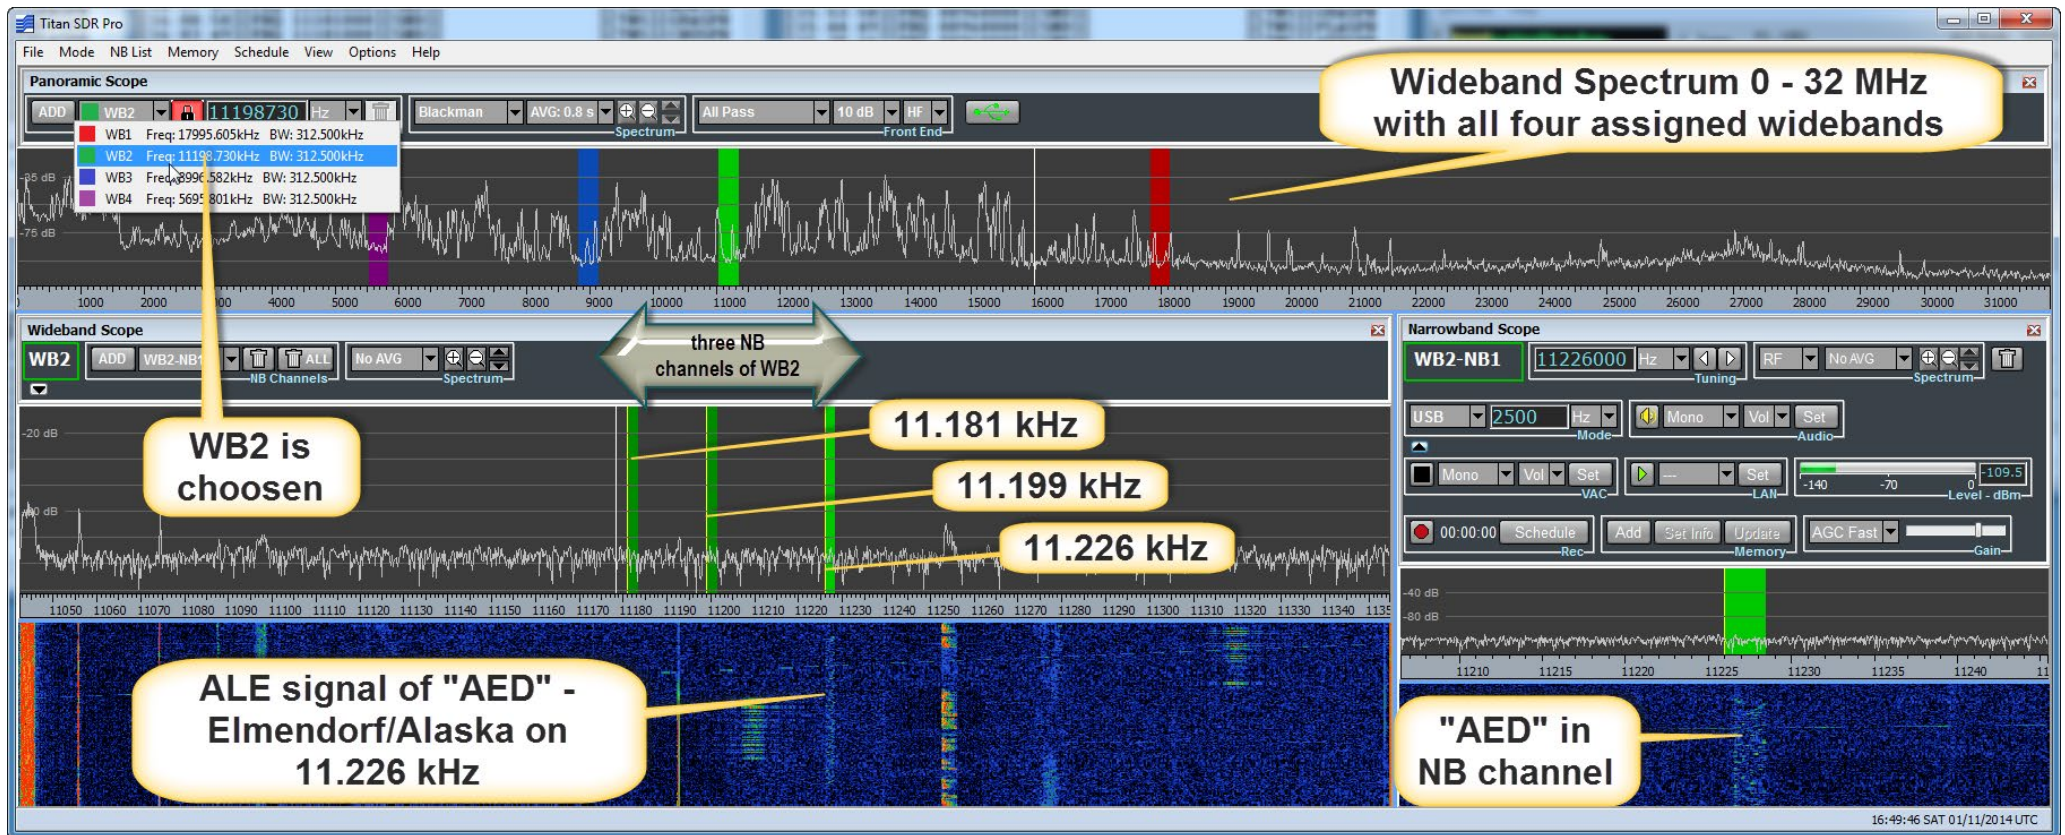 Titan SDR Pro
File Mode NB List Memory Schedule View Options Help
Panoramic Scope
ADD WB2 11198730 Hz Blackman AVG: 0.8 s Spectrum All Pass 10 dB HF Front End
WB1 Freq: 17995.605kHz BW: 312.500kHz
WB2 Freq: 11198.730kHz BW: 312.500kHz
WB3 Freq: 8996.582kHz BW: 312.500kHz
WB4 Freq: 5695.801kHz BW: 312.500kHz
Wideband Spectrum 0 - 32 MHz
with all four assigned widebands
-75 dB
1000 2000 4000 5000 6000 7000 8000 9000 10000 11000 12000 13000 14000 15000 16000 17000 18000 19000 20000 21000 22000 23000 24000 25000 26000 27000 28000 29000 30000 31000
Wideband Scope
WB2 ADD WB2-NB1 ALL NB Channels No AVG Spectrum
three NB
channels of WB2
-20 dB
WB2 is
choosen
11.181 kHz
11.199 kHz
11.226 kHz
11050 11060 11070 11080 11090 11100 11110 11120 11130 11140 11150 11160 11170 11180 11190 11200 11210 11220 11230 11240 11250 11260 11270 11280 11290 11300 11310 11320 11330 11340 1135
ALE signal of "AED" -
Elmendorf/Alaska on
11.226 kHz
Narrowband Scope
WB2-NB1 11226000 Hz Tuning RF No AVG Spectrum
USB 2500 Hz Mode Mono Vol Set Audio
Mono Vol Set VAC --- Set LAN -140 -70 0 -109.5 Level - dBm
00:00:00 Schedule Rec Add Set Info Update Memory AGC Fast Gain
-40 dB
-80 dB
11210 11215 11220 11225 11230 11235 11240 11
"AED" in
NB channel
16:49:46 SAT 01/11/2014 UTC